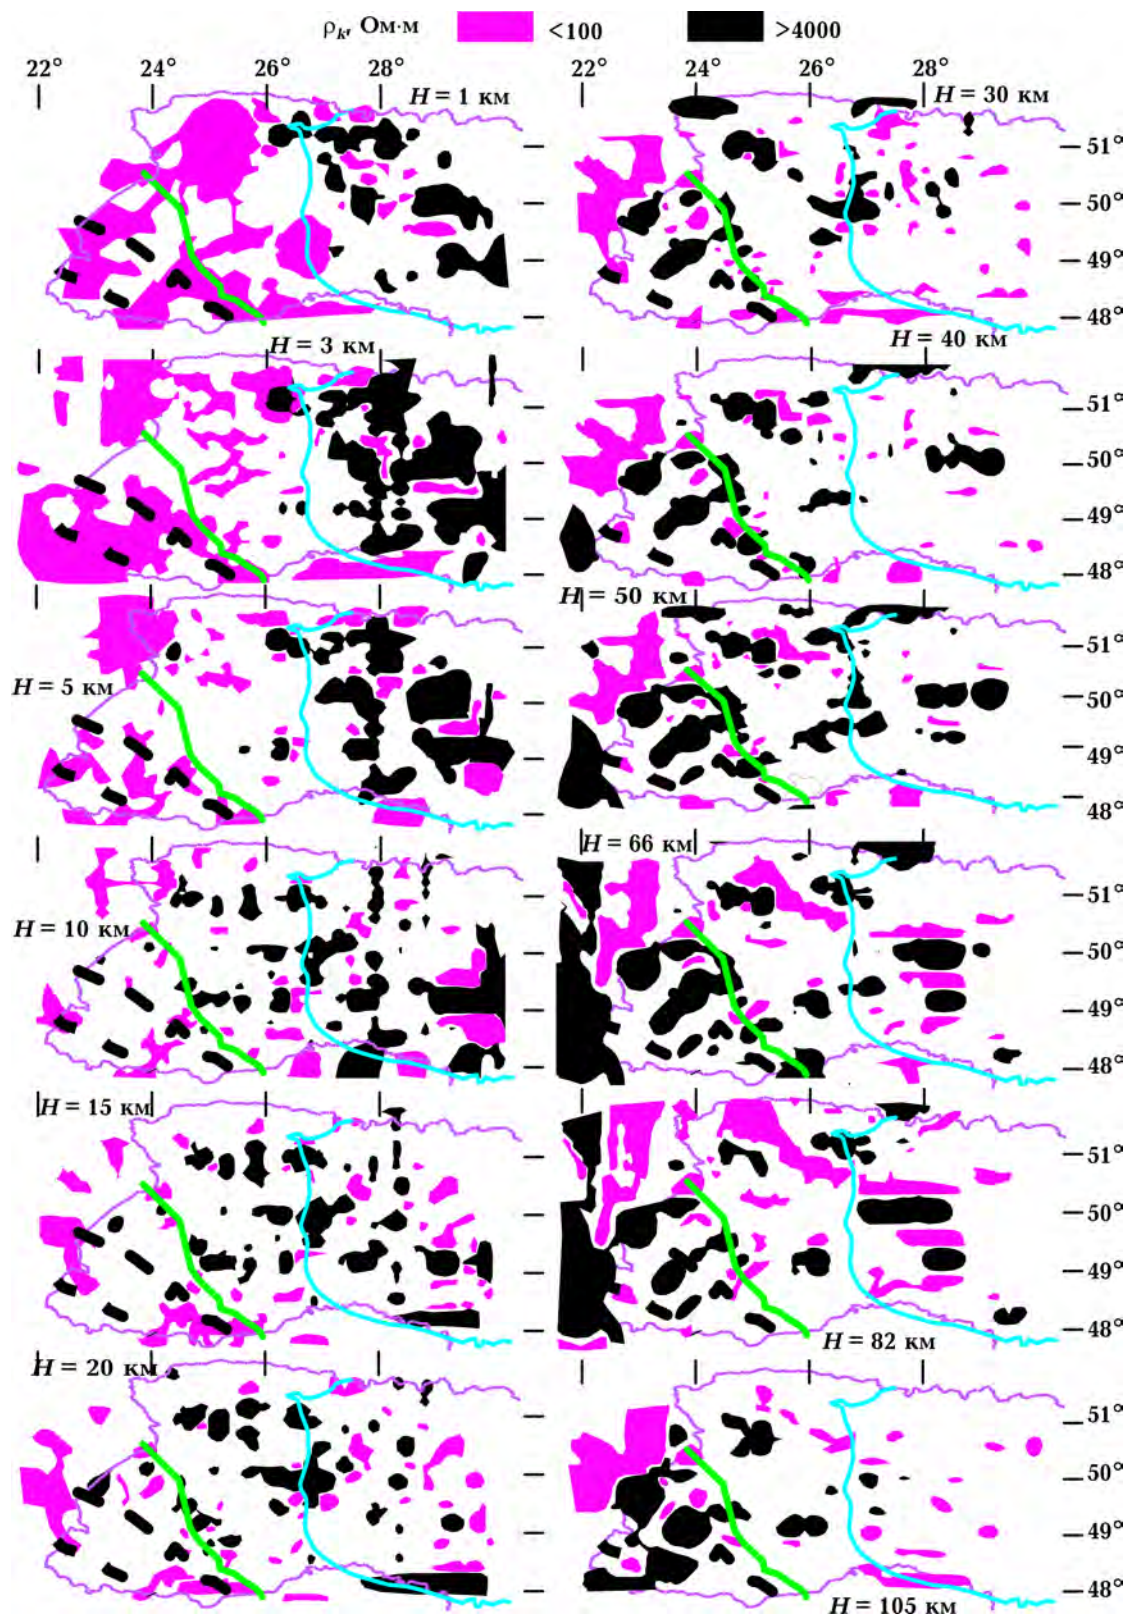 ρk, Ом·м <100 >4000
22° 24° 26° 28° 22° 24° 26° 28°
H = 1 км
H = 30 км
51°
50°
49°
48°
H = 3 км
H = 40 км
51°
50°
49°
48°
H = 5 км
H = 50 км
51°
50°
49°
48°
H = 10 км
H = 66 км
51°
50°
49°
48°
H = 15 км
51°
50°
49°
48°
H = 82 км
H = 20 км
51°
50°
49°
48°
H = 105 км